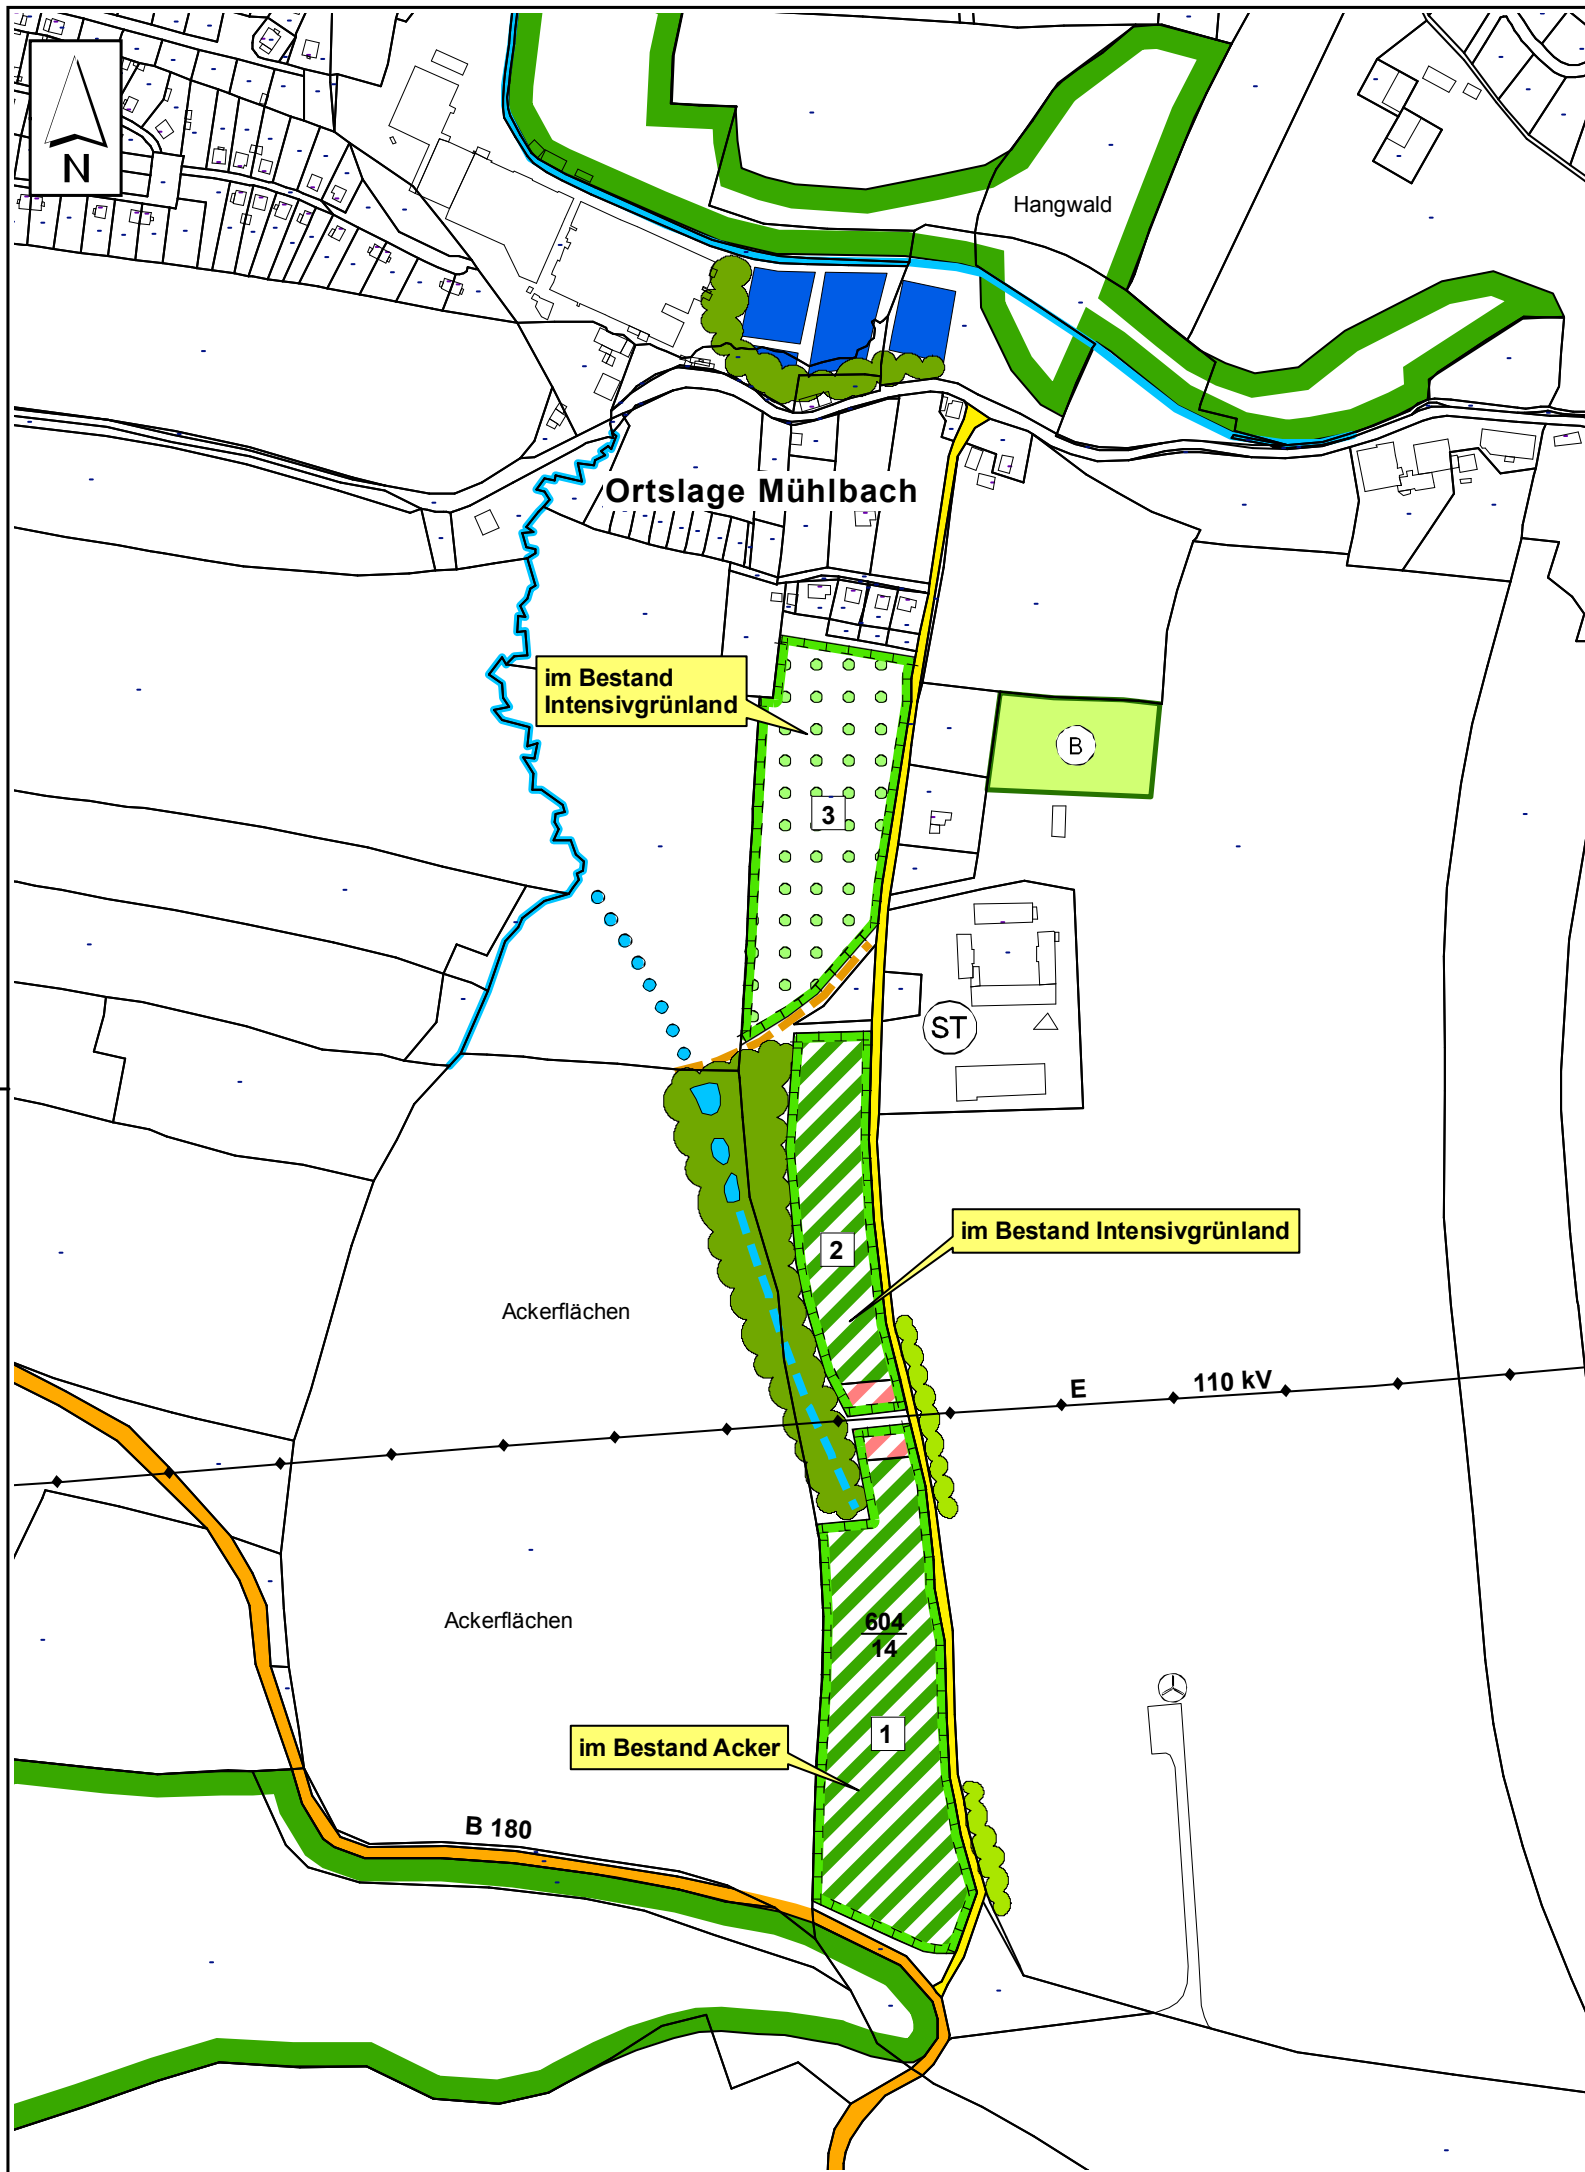 N
Hangwald
Ortslage Mühlbach
im Bestand
Intensivgrünland
B
3
ST
im Bestand Intensivgrünland
2
Ackerflächen
E
110 kV
Ackerflächen
604
14
1
im Bestand Acker
B 180